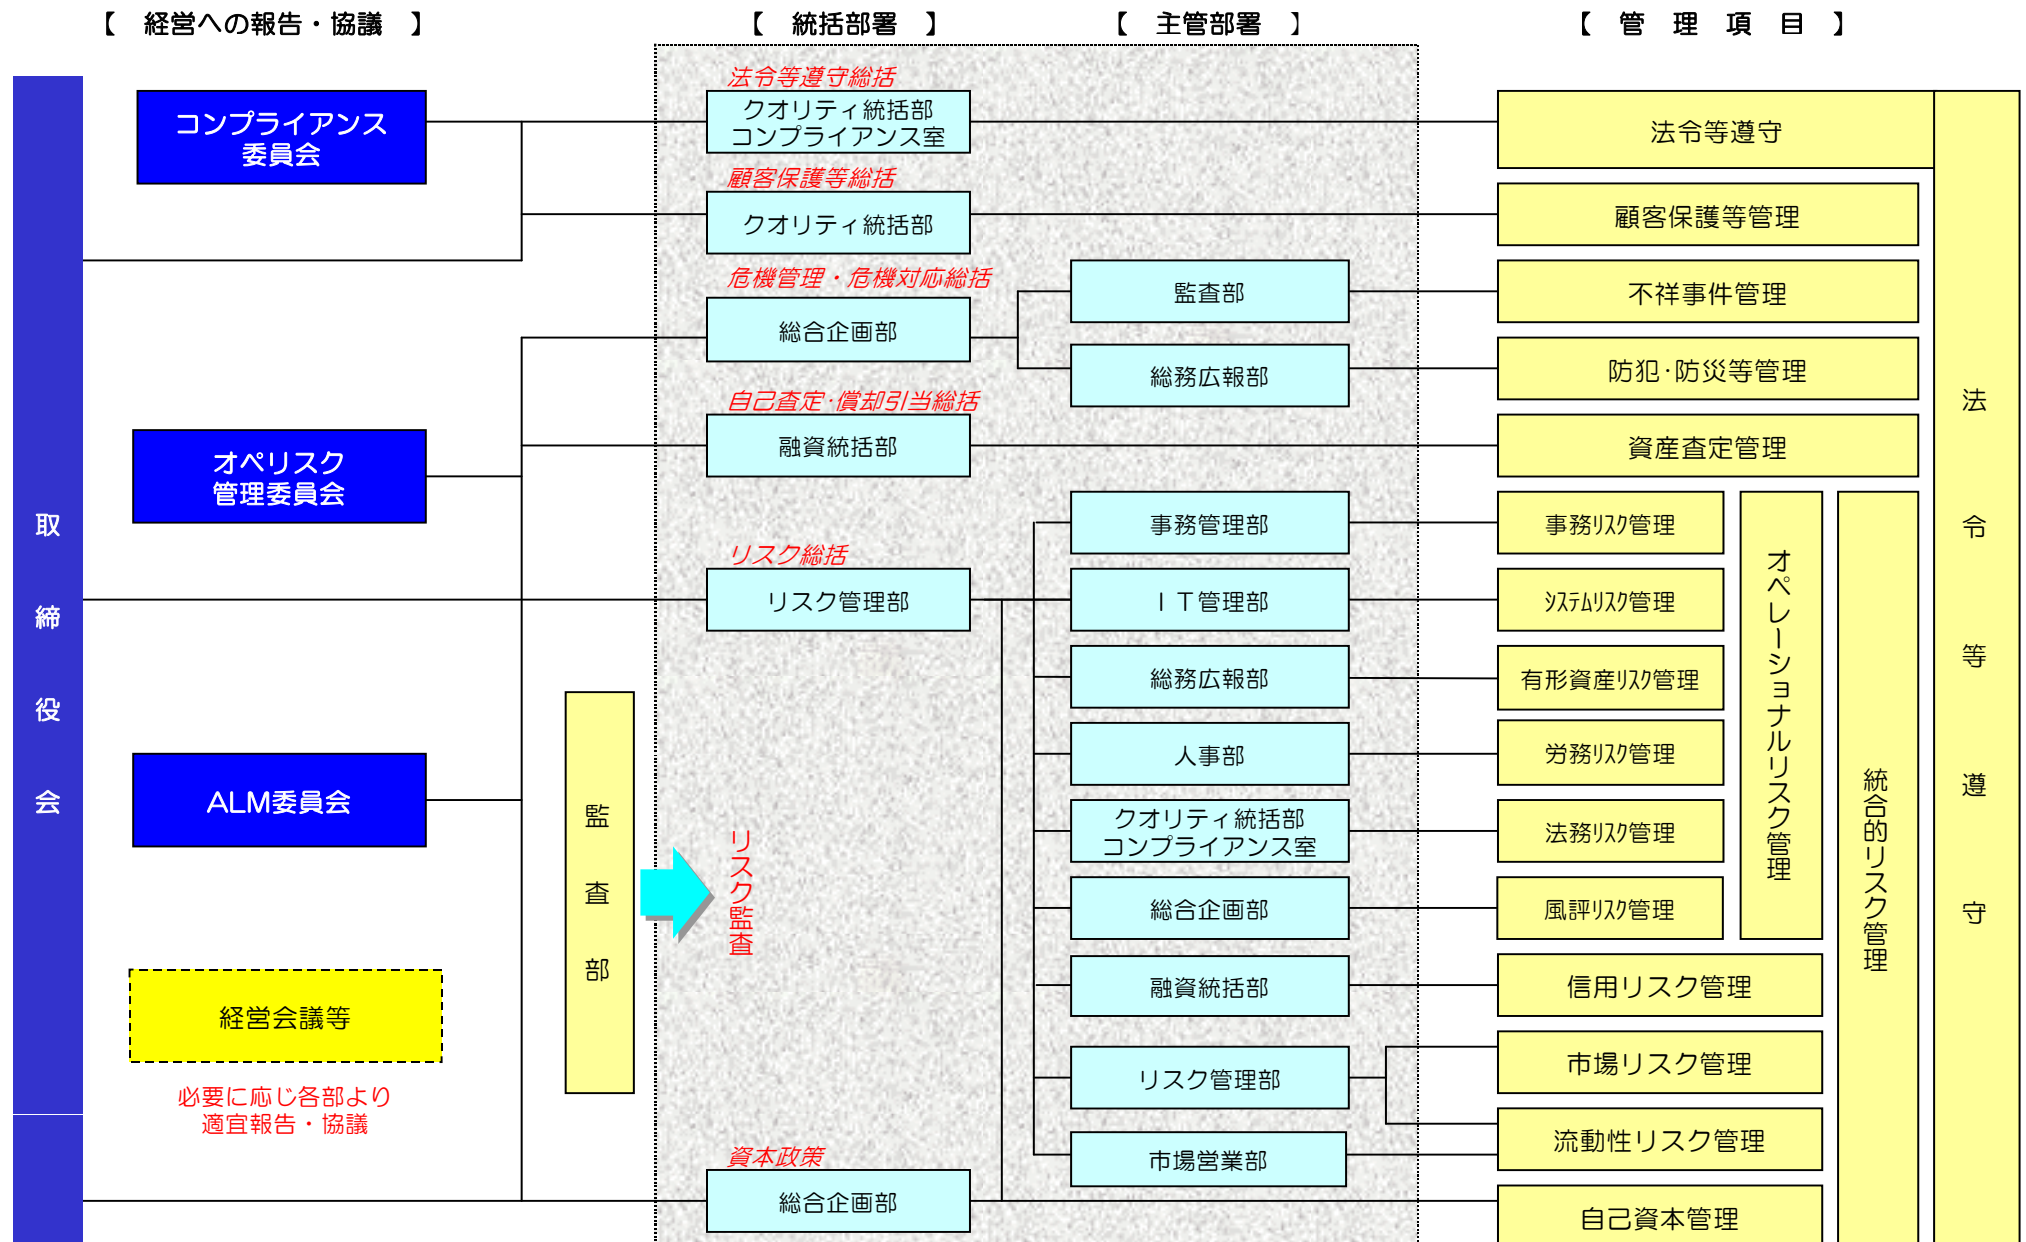 【　経営への報告・協議　】
【　統括部署　】
【　主管部署　】
【　管　理　項　目　】
取締役会
コンプライアンス
委員会
オペリスク
管理委員会
ALM委員会
経営会議等
必要に応じ各部より
適宜報告・協議
監査部
リスク監査
法令等遵守総括
クオリティ統括部
コンプライアンス室
顧客保護等総括
クオリティ統括部
危機管理・危機対応総括
総合企画部
自己査定･償却引当総括
融資統括部
リスク総括
リスク管理部
資本政策
総合企画部
監査部
総務広報部
事務管理部
ＩＴ管理部
総務広報部
人事部
クオリティ統括部
コンプライアンス室
総合企画部
融資統括部
リスク管理部
市場営業部
法令等遵守
顧客保護等管理
不祥事件管理
防犯･防災等管理
資産査定管理
事務ﾘｽｸ管理
ｼｽﾃﾑﾘｽｸ管理
有形資産ﾘｽｸ管理
労務ﾘｽｸ管理
法務ﾘｽｸ管理
風評ﾘｽｸ管理
信用リスク管理
市場リスク管理
流動性リスク管理
自己資本管理
オペレーショナルリスク管理
統合的リスク管理
法令等遵守